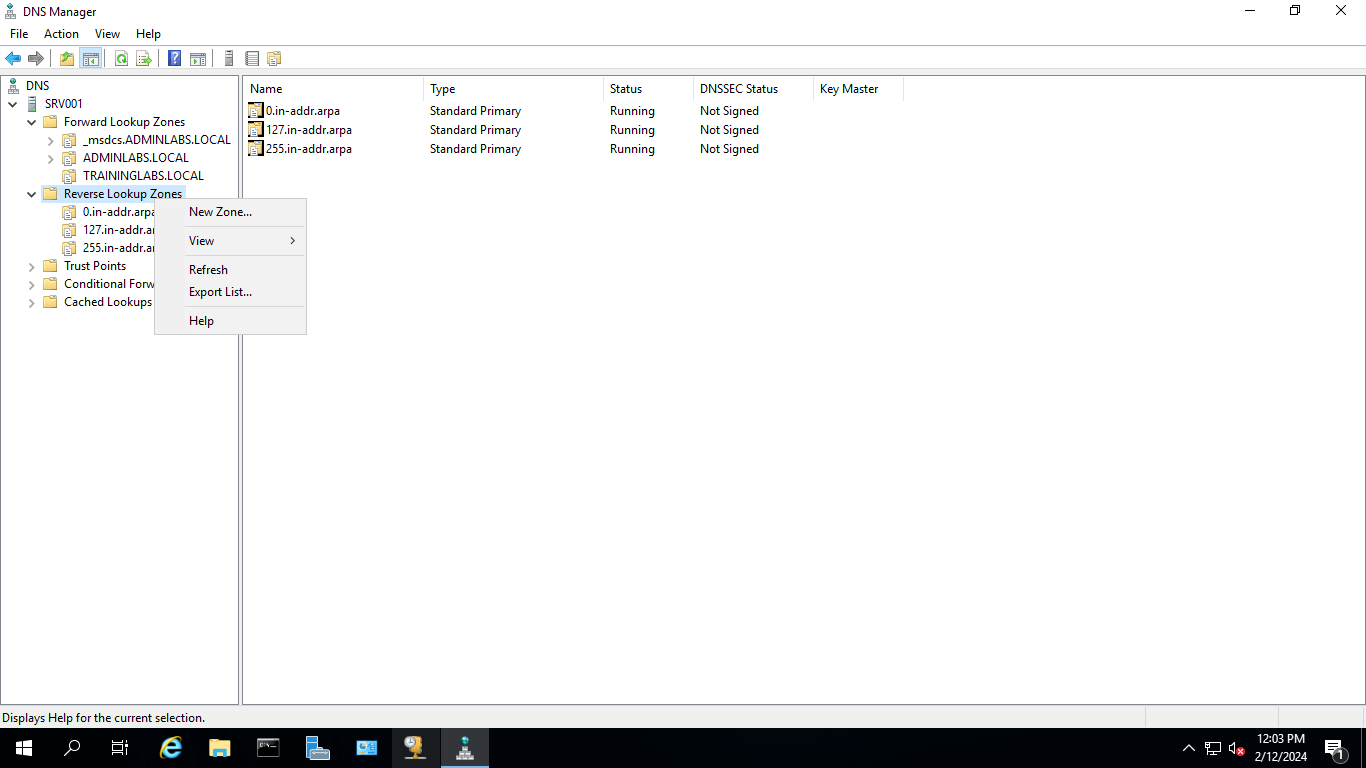 DNS Manager
File Action View Help
DNS
SRV001
Forward Lookup Zones
_msdcs.ADMINLABS.LOCAL
ADMINLABS.LOCAL
TRAININGLABS.LOCAL
Reverse Lookup Zones
0.in-addr.arpa
127.in-addr.ar
255.in-addr.ar
Trust Points
Conditional Forw
Cached Lookups
New Zone...
View
Refresh
Export List...
Help
Name Type Status DNSSEC Status Key Master
0.in-addr.arpa Standard Primary Running Not Signed
127.in-addr.arpa Standard Primary Running Not Signed
255.in-addr.arpa Standard Primary Running Not Signed
Displays Help for the current selection.
12:03 PM
2/12/2024
1